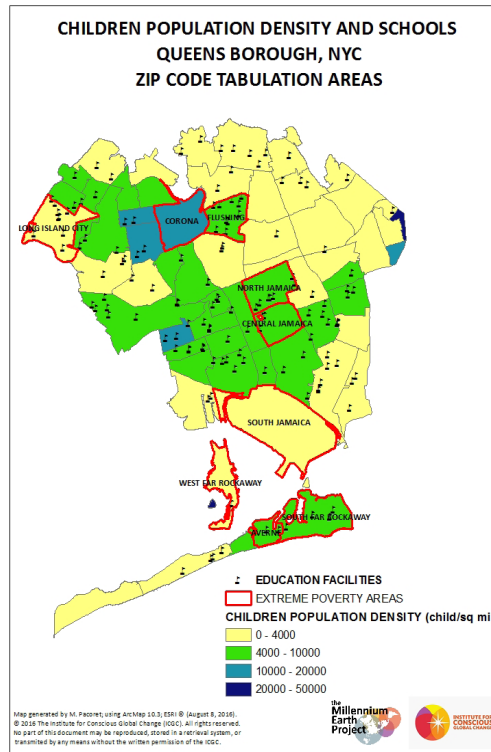 CHILDREN POPULATION DENSITY AND SCHOOLS
QUEENS BOROUGH, NYC
ZIP CODE TABULATION AREAS
CORONA
FLUSHING
LONG ISLAND CITY
NORTH JAMAICA
CENTRAL JAMAICA
SOUTH JAMAICA
WEST FAR ROCKAWAY
SOUTH FAR ROCKAWAY
AVERNE
EDUCATION FACILITIES
EXTREME POVERTY AREAS
CHILDREN POPULATION DENSITY (child/sq mi
0 - 4000
4000 - 10000
10000 - 20000
20000 - 50000
Map generated by M. Pacoret; using ArcMap 10.3; ESRI ® (August 8, 2016).
© 2016 The Institute for Conscious Global Change (ICGC). All rights reserved.
No part of this document may be reproduced, stored in a retrieval system, or
transmitted by any means without the written permission of the ICGC.
the
Millennium
Earth
Project
INSTITUTE FOR
CONSCIOUS
GLOBAL CHANGE